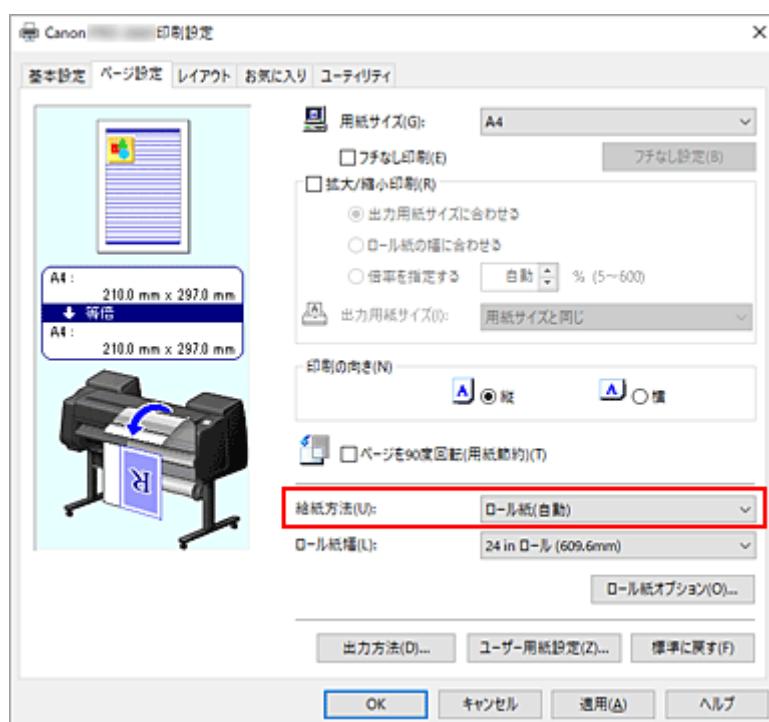 Canon 印刷設定
基本設定 ページ設定 レイアウト お気に入り ユーティリティ
用紙サイズ(G): A4
フチなし印刷(E) フチなし設定(B)
拡大/縮小印刷(R)
出力用紙サイズに合わせる
ロール紙の幅に合わせる
倍率を指定する 自動 % (5～600)
出力用紙サイズ(I): 用紙サイズと同じ
A4 :
210.0 mm x 297.0 mm
等倍
A4 :
210.0 mm x 297.0 mm
印刷の向き(N)
A 縦 A 横
ページを90度回転(用紙節約)(T)
R
給紙方法(U): ロール紙(自動)
ロール紙幅(L): 24 in ロール (609.6mm)
ロール紙オプション(O)...
出力方法(D)... ユーザー用紙設定(Z)... 標準に戻す(F)
OK キャンセル 適用(A) ヘルプ